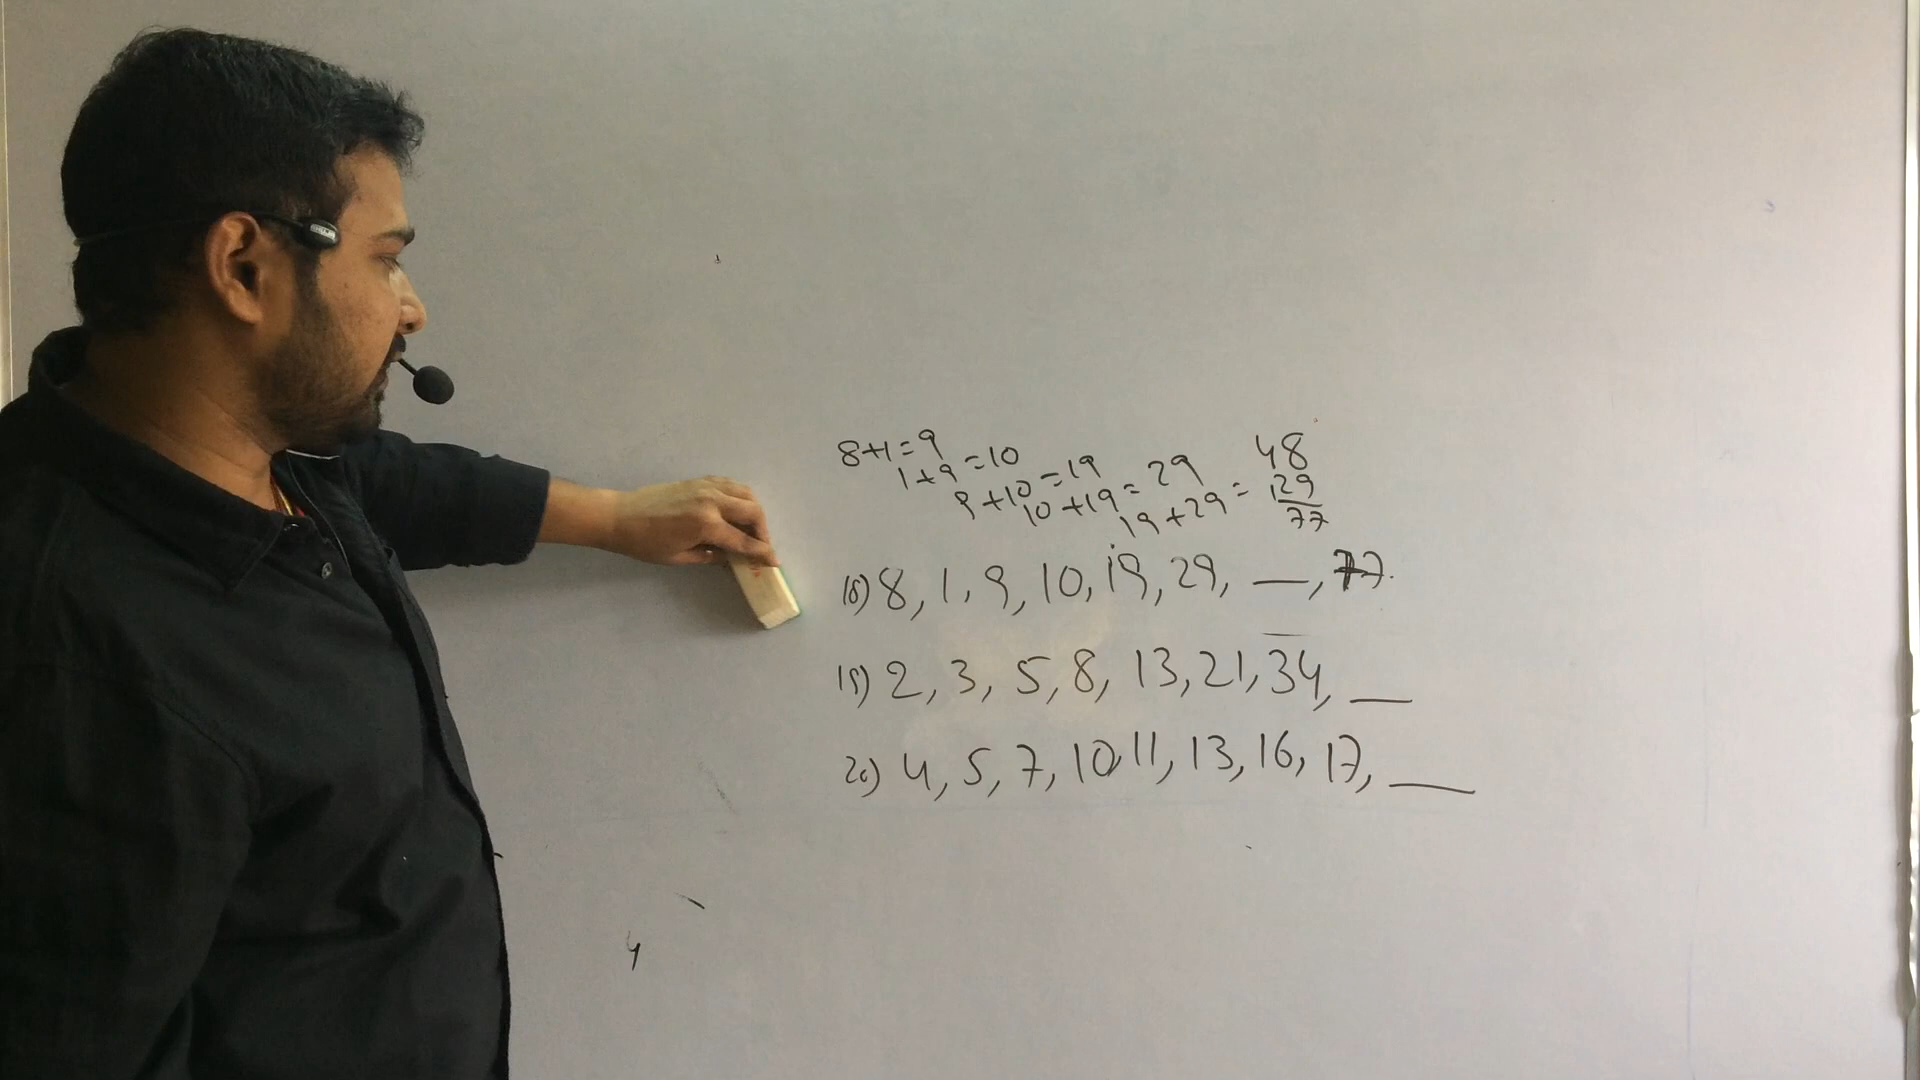 8+1=9
1+9=10
9+10=19
10+19=29
19+29=48
29
77
18) 8, 1, 9, 10, 19, 29, __, 77.
19) 2, 3, 5, 8, 13, 21, 34, __
20) 4, 5, 7, 10, 11, 13, 16, 17, __
4